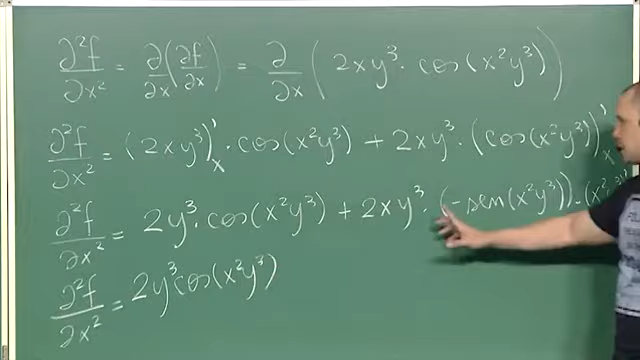 ∂²f/∂x² = ∂/∂x (∂f/∂x) = ∂/∂x (2xy³ · cos(x²y³))
∂²f/∂x² = (2xy³)'ₓ · cos(x²y³) + 2xy³ · (cos(x²y³))'ₓ
∂²f/∂x² = 2y³ · cos(x²y³) + 2xy³ · (-sen(x²y³)) · (x²y³)'
∂²f/∂x² = 2y³cos(x²y³)